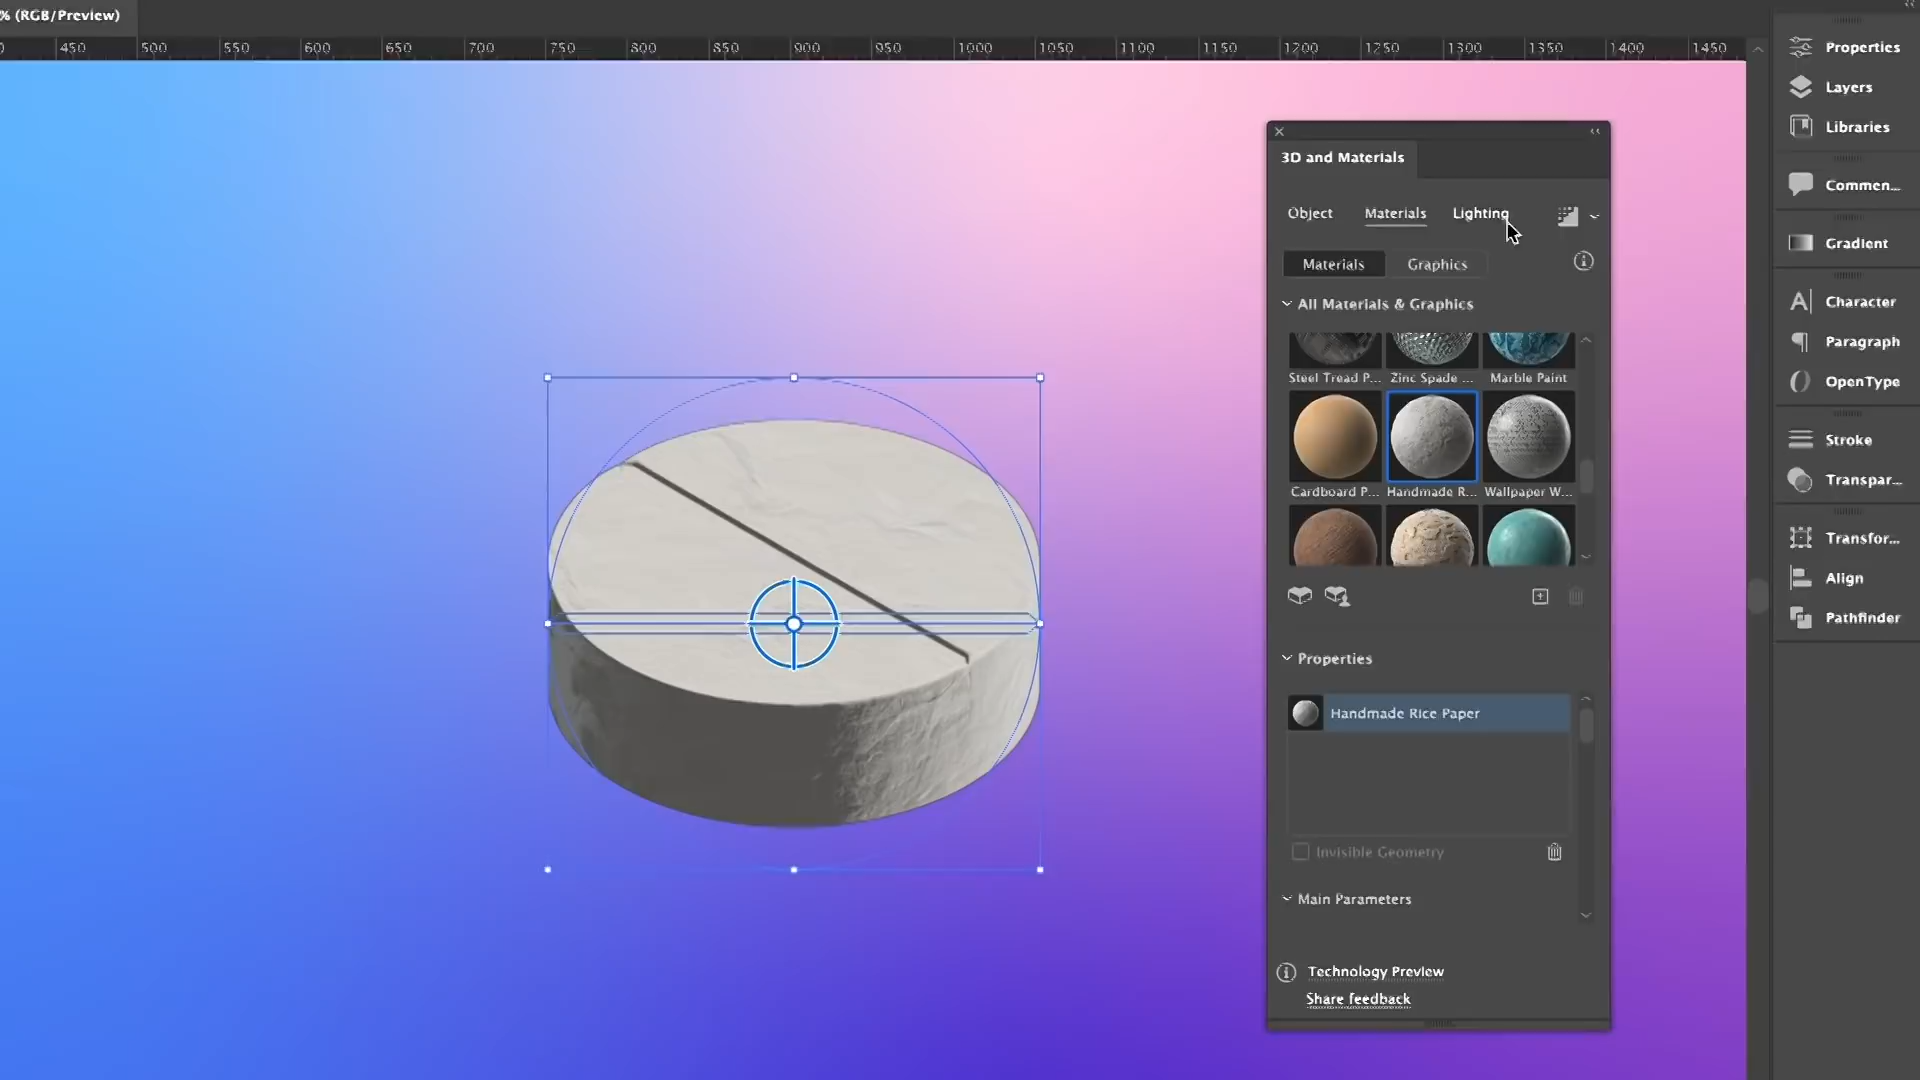 % (RGB/Preview)
450 500 550 600 650 700 750 800 850 900 950 1000 1050 1100 1150 1200 1250 1300 1350 1400 1450
3D and Materials
Object Materials Lighting
Materials Graphics
All Materials & Graphics
Steel Tread P... Zinc Spade ... Marble Paint
Cardboard P... Handmade R... Wallpaper W...
Properties
Handmade Rice Paper
Invisible Geometry
Main Parameters
Technology Preview
Share feedback
Properties
Layers
Libraries
Commen...
Gradient
Character
Paragraph
OpenType
Stroke
Transpar...
Transfor...
Align
Pathfinder